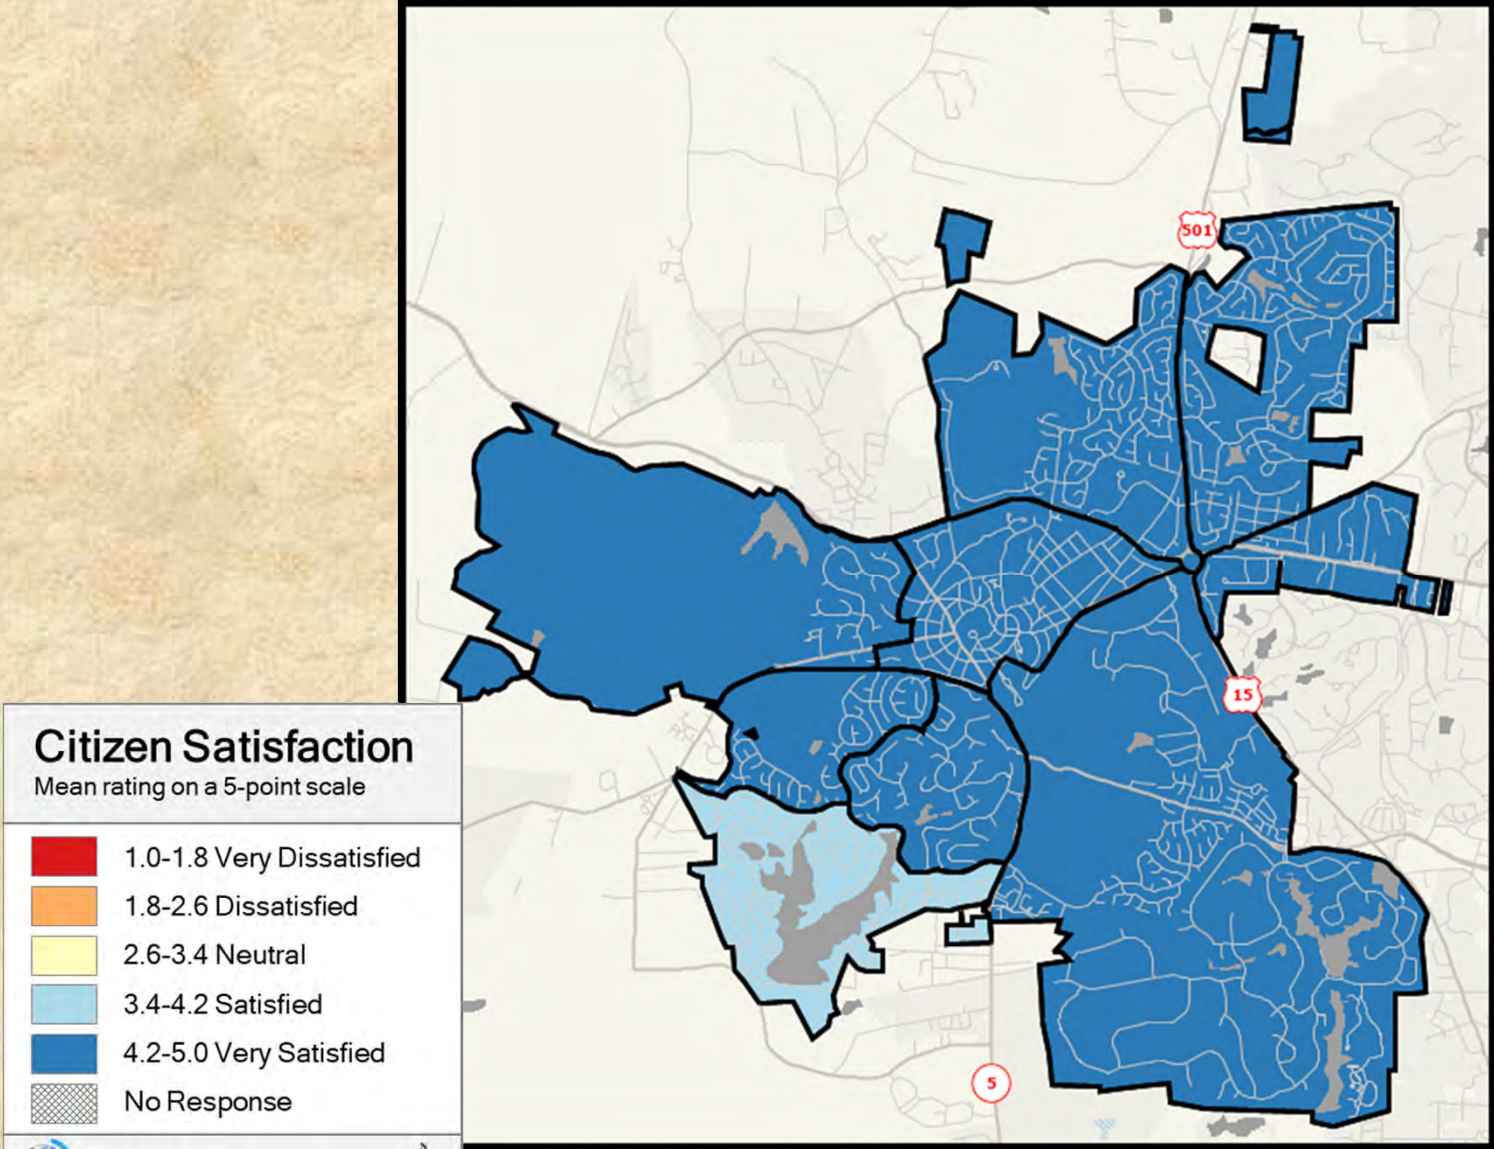 501
15
Citizen Satisfaction
Mean rating on a 5-point scale
1.0-1.8 Very Dissatisfied
1.8-2.6 Dissatisfied
2.6-3.4 Neutral
3.4-4.2 Satisfied
4.2-5.0 Very Satisfied
No Response
5